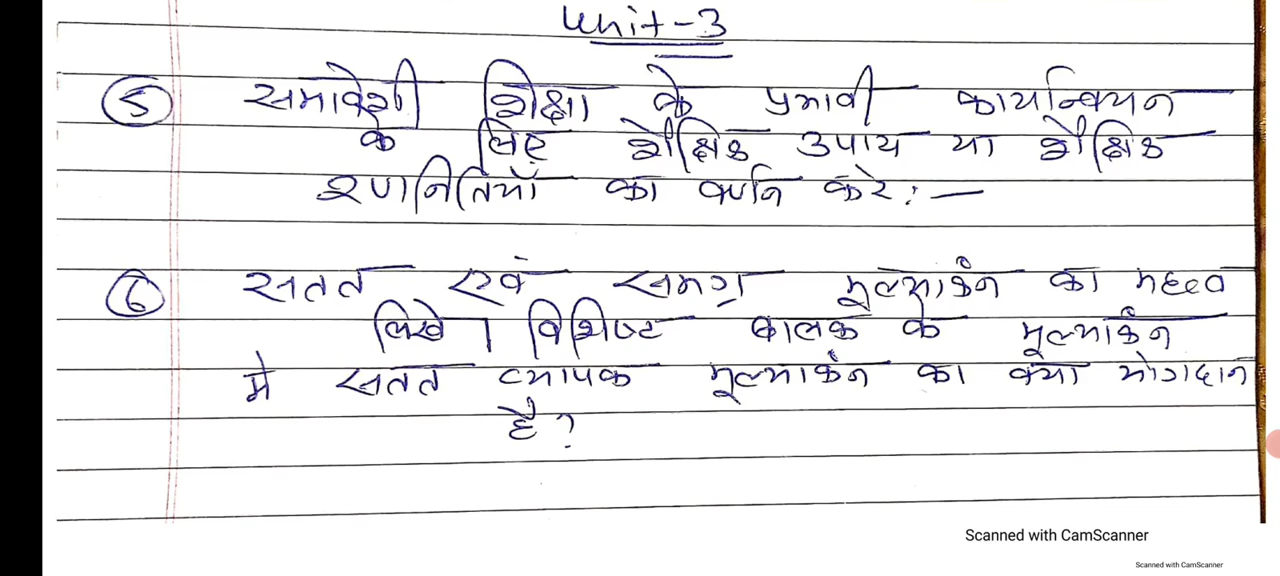 Unit-3
5 समावेशी शिक्षा के प्रभावी कार्यान्वियन
के लिए शैक्षिक उपाय या शैक्षिक
रणनितियाँ का वर्णन करे:—
6 सतत एवं समग्र मूल्यांकन का महत्व
लिखे। विशिष्ट बालक के मूल्यांकन
मे सतत व्यापक मूल्यांकन का क्या योगदान
है?
Scanned with CamScanner
Scanned with CamScanner